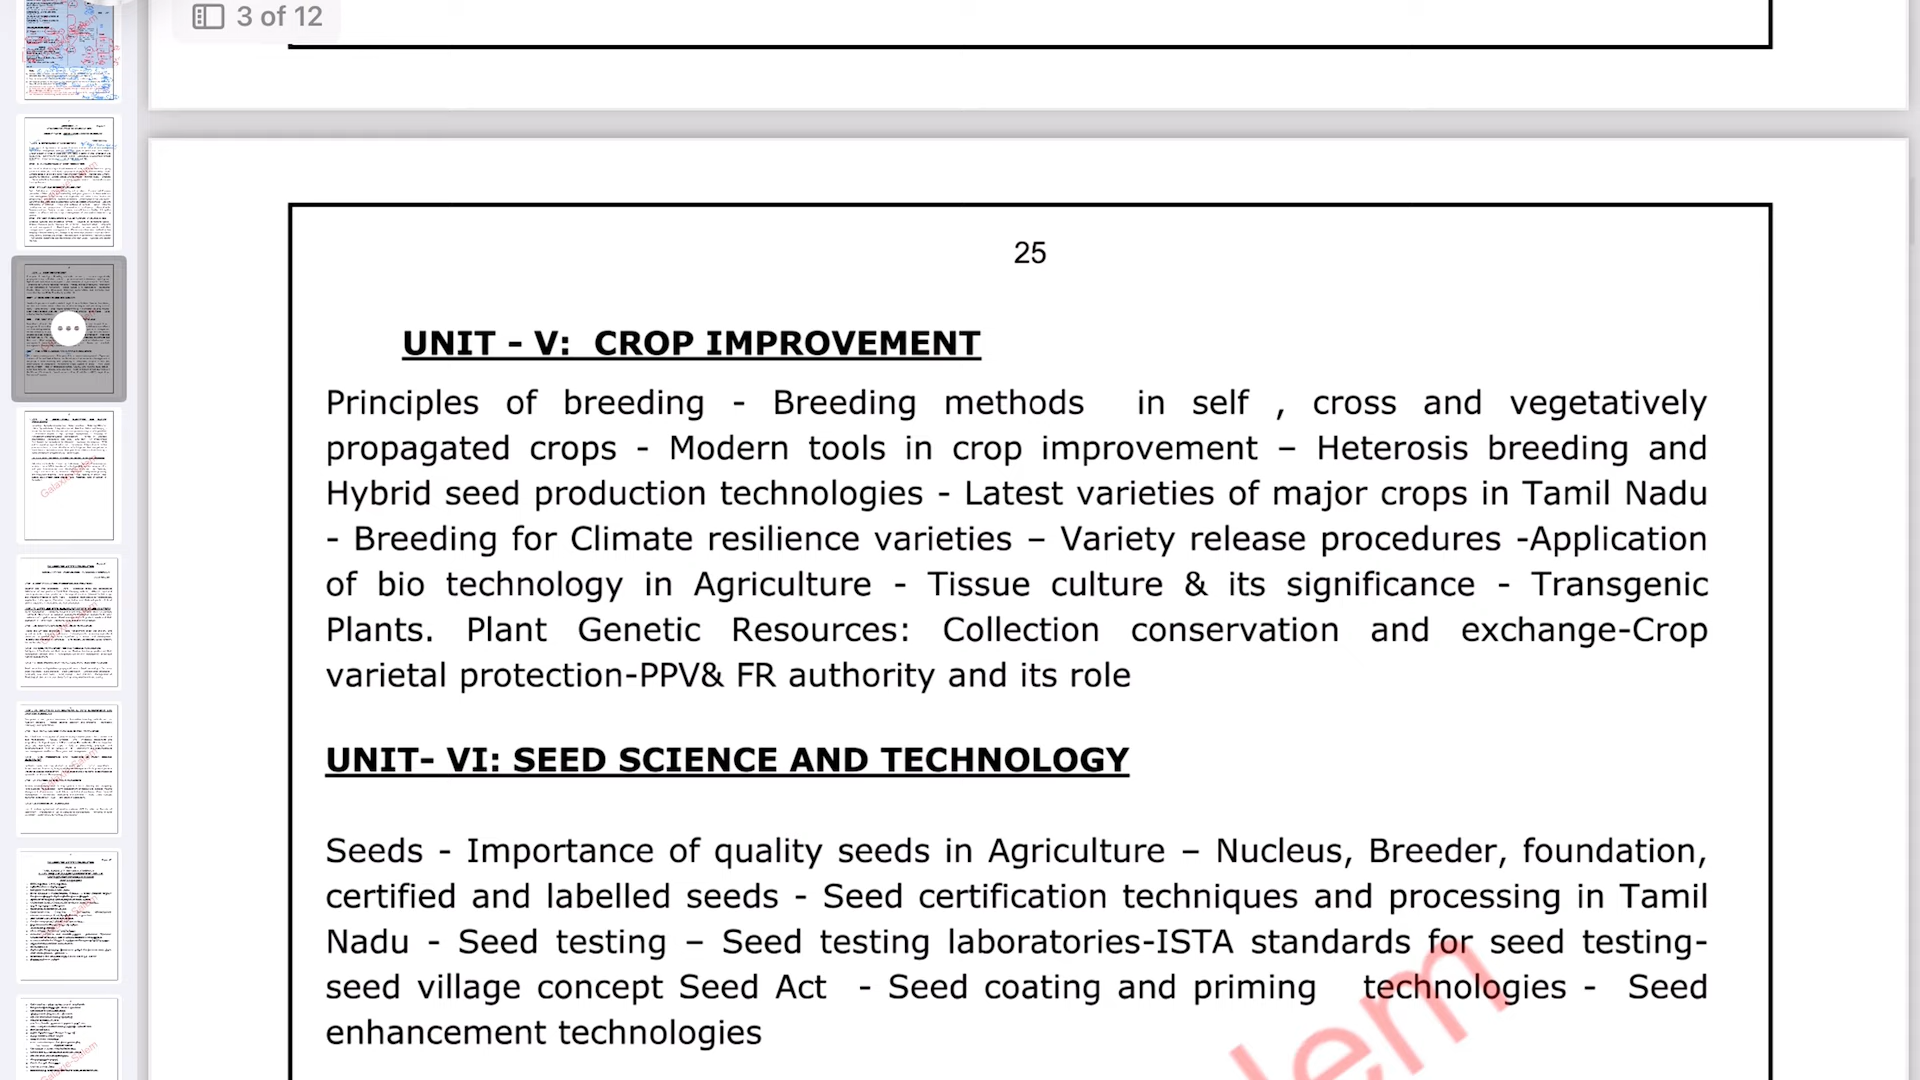 3 of 12
25
UNIT - V: CROP IMPROVEMENT
Principles of breeding - Breeding methods in self , cross and vegetatively
propagated crops - Modern tools in crop improvement – Heterosis breeding and
Hybrid seed production technologies - Latest varieties of major crops in Tamil Nadu
- Breeding for Climate resilience varieties – Variety release procedures -Application
of bio technology in Agriculture - Tissue culture & its significance - Transgenic
Plants. Plant Genetic Resources: Collection conservation and exchange-Crop
varietal protection-PPV& FR authority and its role
UNIT- VI: SEED SCIENCE AND TECHNOLOGY
Seeds - Importance of quality seeds in Agriculture – Nucleus, Breeder, foundation,
certified and labelled seeds - Seed certification techniques and processing in Tamil
Nadu - Seed testing – Seed testing laboratories-ISTA standards for seed testing-
seed village concept Seed Act - Seed coating and priming technologies - Seed
enhancement technologies
lem